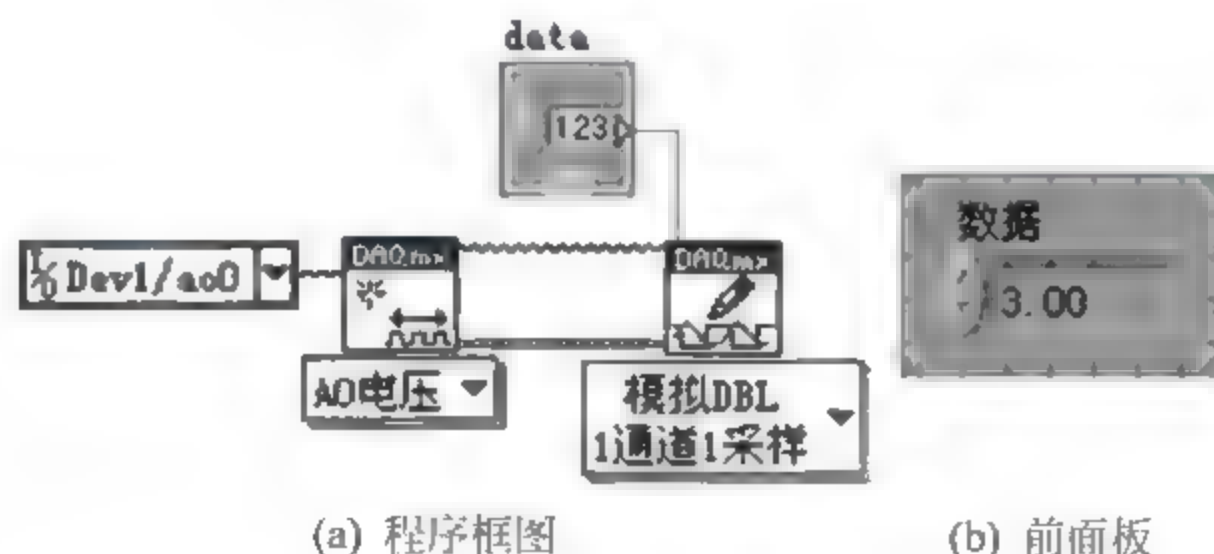 data
123
I/O Dev1/ao0
DAQmx
DAQmx
AO电压
模拟DBL
1通道1采样
数据
3.00
(a) 程序框图
(b) 前面板